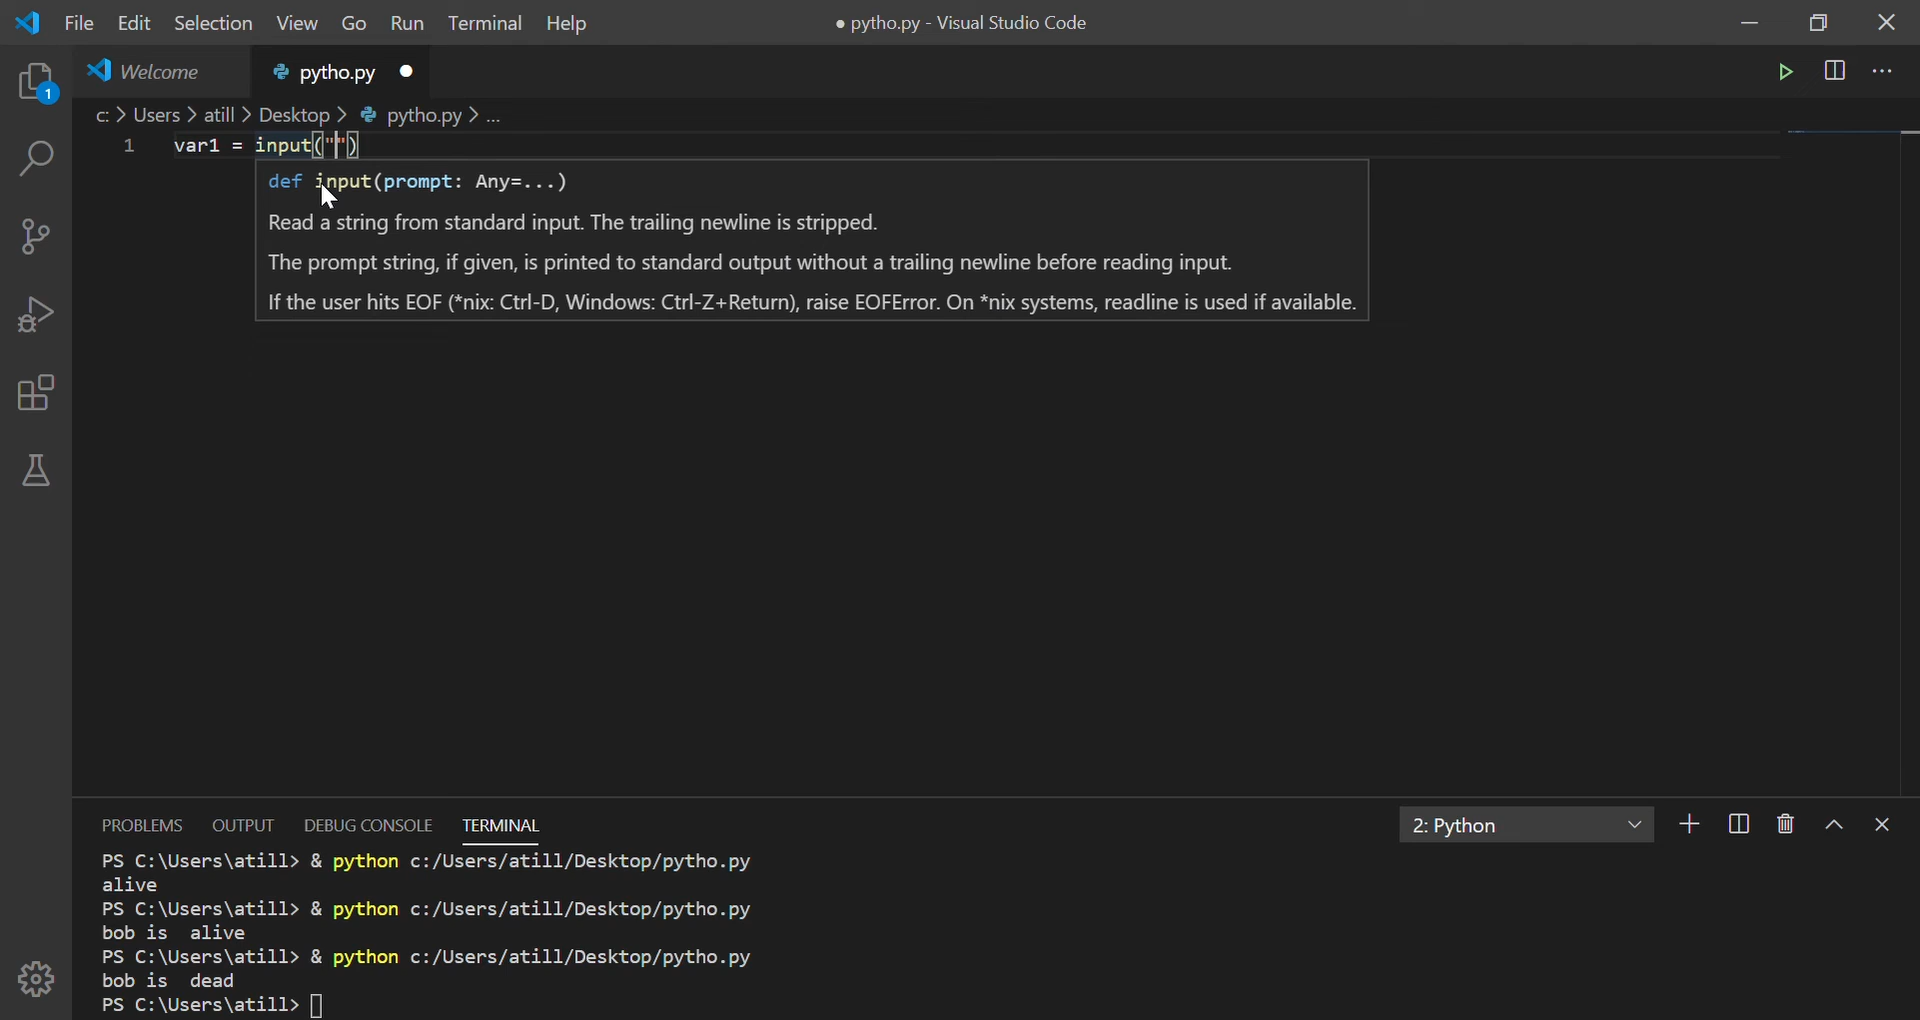 File Edit Selection View Go Run Terminal Help ● pytho.py - Visual Studio Code
Welcome pytho.py ●
1
c: > Users > atill > Desktop > pytho.py > ...
1 var1 = input("")
def input(prompt: Any=...)
Read a string from standard input. The trailing newline is stripped.
The prompt string, if given, is printed to standard output without a trailing newline before reading input.
If the user hits EOF (*nix: Ctrl-D, Windows: Ctrl-Z+Return), raise EOFError. On *nix systems, readline is used if available.
PROBLEMS OUTPUT DEBUG CONSOLE TERMINAL 2: Python
PS C:\Users\atill> & python c:/Users/atill/Desktop/pytho.py
alive
PS C:\Users\atill> & python c:/Users/atill/Desktop/pytho.py
bob is  alive
PS C:\Users\atill> & python c:/Users/atill/Desktop/pytho.py
bob is  dead
PS C:\Users\atill>